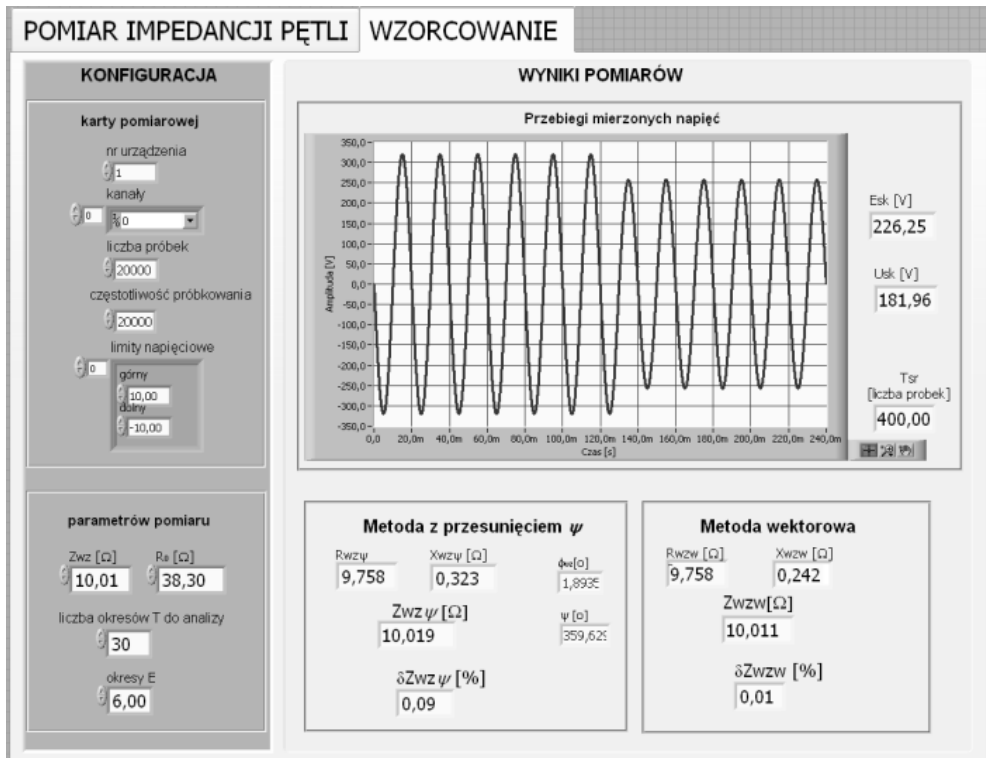 POMIAR IMPEDANCJI PĘTLI
WZORCOWANIE
KONFIGURACJA
karty pomiarowej
nr urządzenia
1
kanały
0
0
liczba próbek
20000
częstotliwość próbkowania
20000
limity napięciowe
0
górny
10,00
dolny
-10,00
parametrów pomiaru
Zwz [Ω]
10,01
38,30
liczba okresów T do analizy
30
okresy E
6,00
WYNIKI POMIARÓW
Przebiegi mierzonych napięć
Amplituda [V]
350,0
300,0
250,0
200,0
150,0
100,0
50,0
0,0
-50,0
-100,0
-150,0
-200,0
-250,0
-300,0
-350,0
0,0 20,0m 40,0m 60,0m 80,0m 100,0m 120,0m 140,0m 160,0m 180,0m 200,0m 220,0m 240,0m
Czas [s]
Esk [V]
226,25
Usk [V]
181,96
Tsr
[liczba probek]
400,00
Metoda z przesunięciem ψ
Rwzψ
9,758
Xwzψ [Ω]
0,323
1,8935
Zwzψ [Ω]
10,019
ψ [o]
359,629
δZwzψ [%]
0,09
Metoda wektorowa
Rwzw [Ω]
9,758
Xwzw [Ω]
0,242
Zwzw[Ω]
10,011
δZwzw [%]
0,01